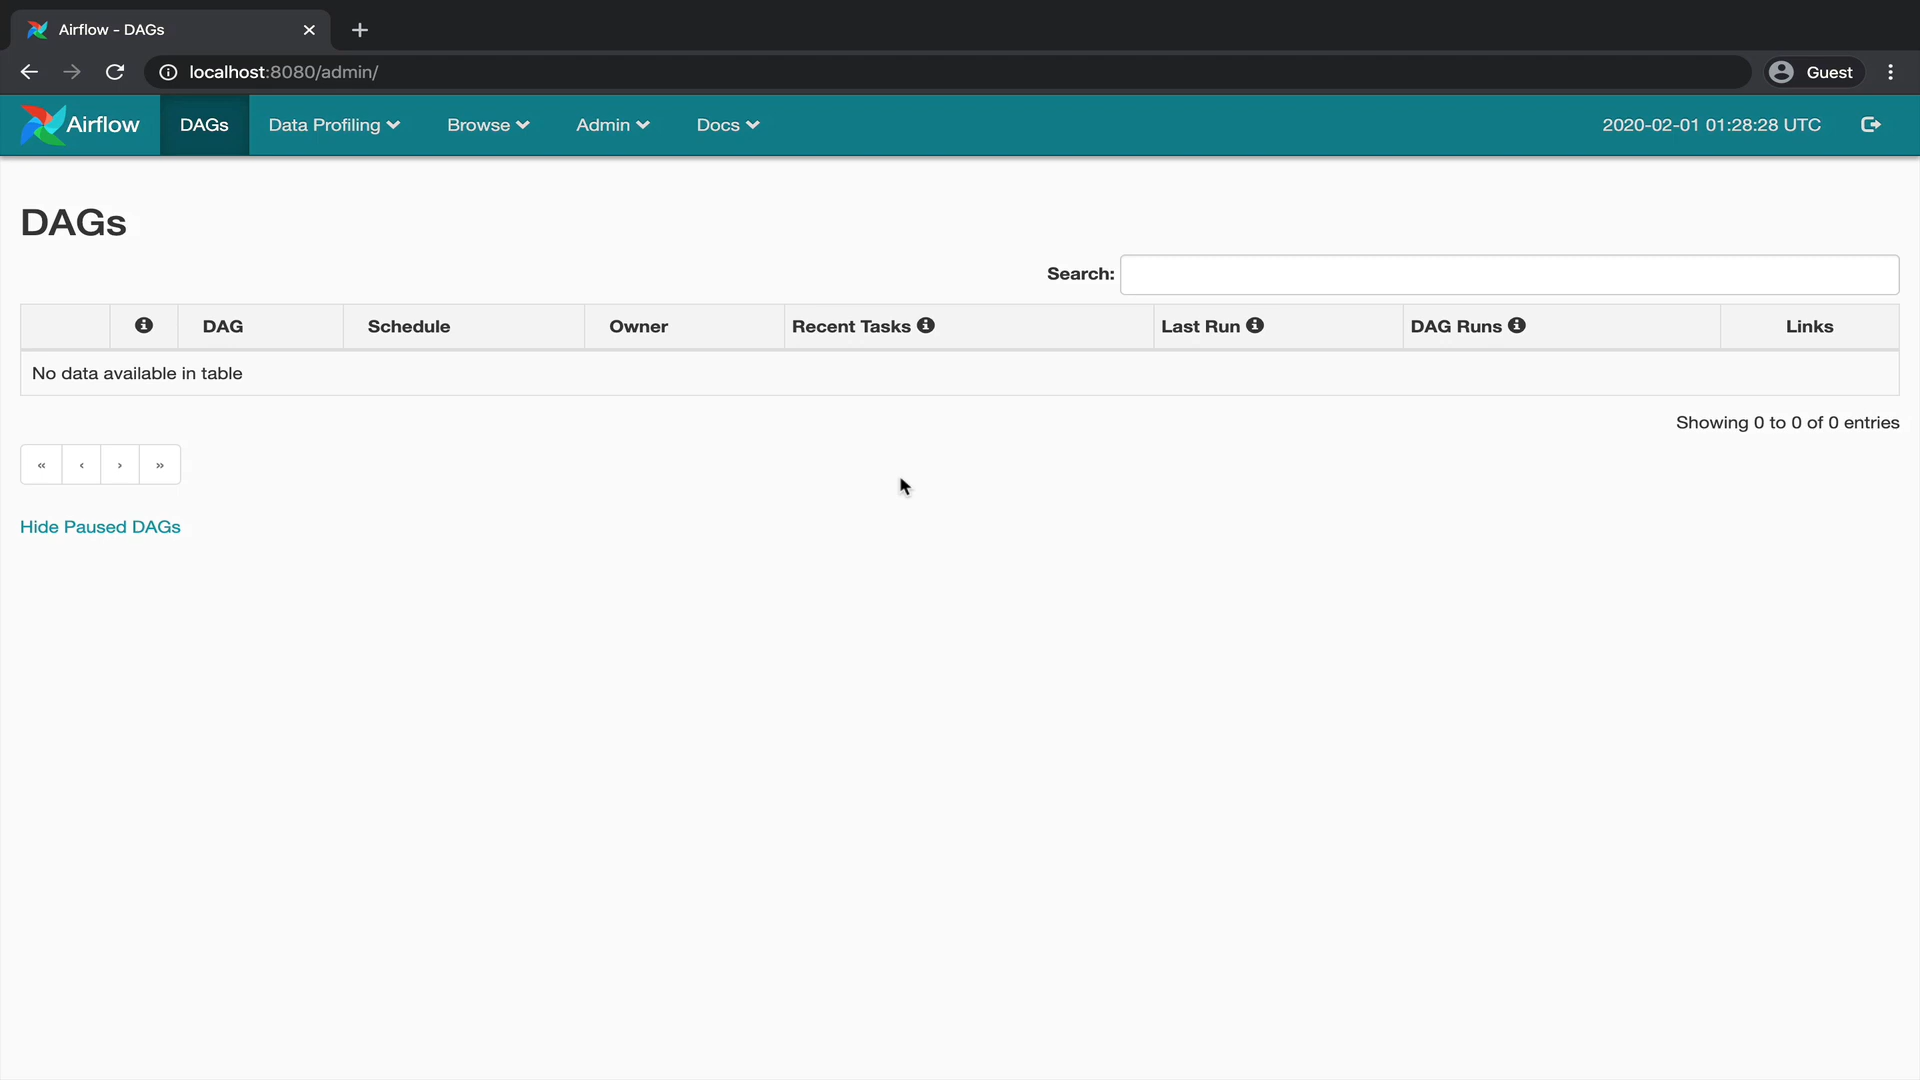 Airflow - DAGs
localhost:8080/admin/
Guest
Airflow DAGs Data Profiling Browse Admin Docs 2020-02-01 01:28:28 UTC
DAGs
Search:
DAG Schedule Owner Recent Tasks Last Run DAG Runs Links
No data available in table
Showing 0 to 0 of 0 entries
« ‹ › »
Hide Paused DAGs